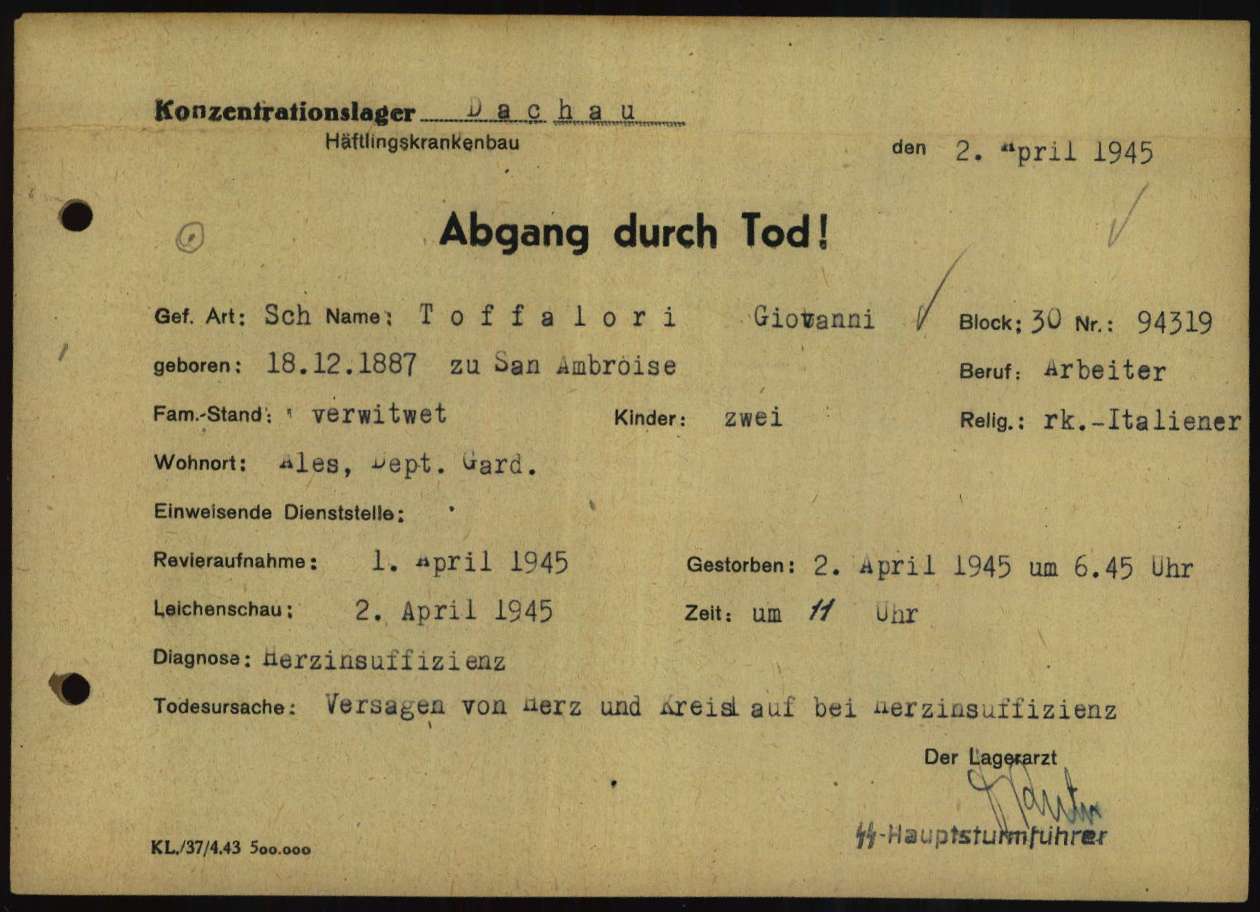 Konzentrationslager Dachau
Häftlingskrankenbau
den 2. April 1945
Abgang durch Tod!
Gef. Art: Sch Name: Toffalori Giovanni Block: 30 Nr.: 94319
geboren: 18.12.1887 zu San Ambroise Beruf: Arbeiter
Fam.-Stand: verwitwet Kinder: zwei Relig.: rk.-Italiener
Wohnort: Ales, Dept. Gard.
Einweisende Dienststelle:
Revieraufnahme: 1. April 1945 Gestorben: 2. April 1945 um 6.45 Uhr
Leichenschau: 2. April 1945 Zeit: um 11 Uhr
Diagnose: Herzinsuffizienz
Todesursache: Versagen von Herz und Kreislauf bei Herzinsuffizienz
Der Lagerarzt
SS-Hauptsturmführer
KL./37/4.43 500.000